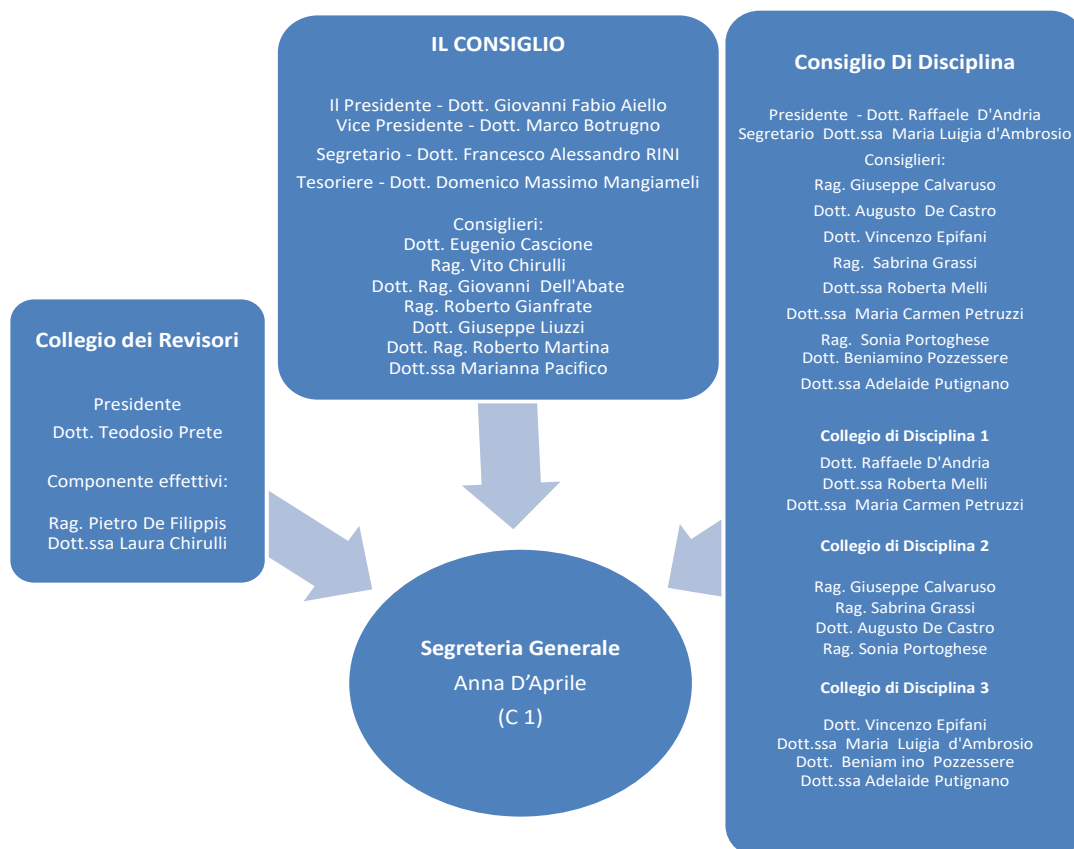 IL CONSIGLIO
Il Presidente - Dott. Giovanni Fabio Aiello
Vice Presidente - Dott. Marco Botrugno
Segretario - Dott. Francesco Alessandro RINI
Tesoriere - Dott. Domenico Massimo Mangiameli
Consiglieri:
Dott. Eugenio Cascione
Rag. Vito Chirulli
Dott. Rag. Giovanni Dell'Abate
Rag. Roberto Gianfrate
Dott. Giuseppe Liuzzi
Dott. Rag. Roberto Martina
Dott.ssa Marianna Pacifico
Consiglio Di Disciplina
Presidente - Dott. Raffaele D'Andria
Segretario Dott.ssa Maria Luigia d'Ambrosio
Consiglieri:
Rag. Giuseppe Calvaruso
Dott. Augusto De Castro
Dott. Vincenzo Epifani
Rag. Sabrina Grassi
Dott.ssa Roberta Melli
Dott.ssa Maria Carmen Petruzzi
Rag. Sonia Portoghese
Dott. Beniamino Pozzessere
Dott.ssa Adelaide Putignano
Collegio di Disciplina 1
Dott. Raffaele D'Andria
Dott.ssa Roberta Melli
Dott.ssa Maria Carmen Petruzzi
Collegio di Disciplina 2
Rag. Giuseppe Calvaruso
Rag. Sabrina Grassi
Dott. Augusto De Castro
Rag. Sonia Portoghese
Collegio di Disciplina 3
Dott. Vincenzo Epifani
Dott.ssa Maria Luigia d'Ambrosio
Dott. Beniam ino Pozzessere
Dott.ssa Adelaide Putignano
Collegio dei Revisori
Presidente
Dott. Teodosio Prete
Componente effettivi:
Rag. Pietro De Filippis
Dott.ssa Laura Chirulli
Segreteria Generale
Anna D’Aprile
(C 1)